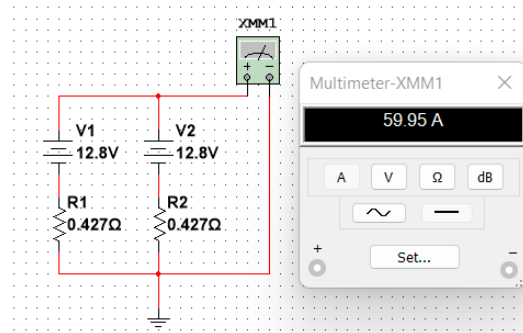 XMM1
+ −
V1
12.8V
V2
12.8V
R1
0.427Ω
R2
0.427Ω
Multimeter-XMM1
59.95 A
A V Ω dB
+ −
Set...